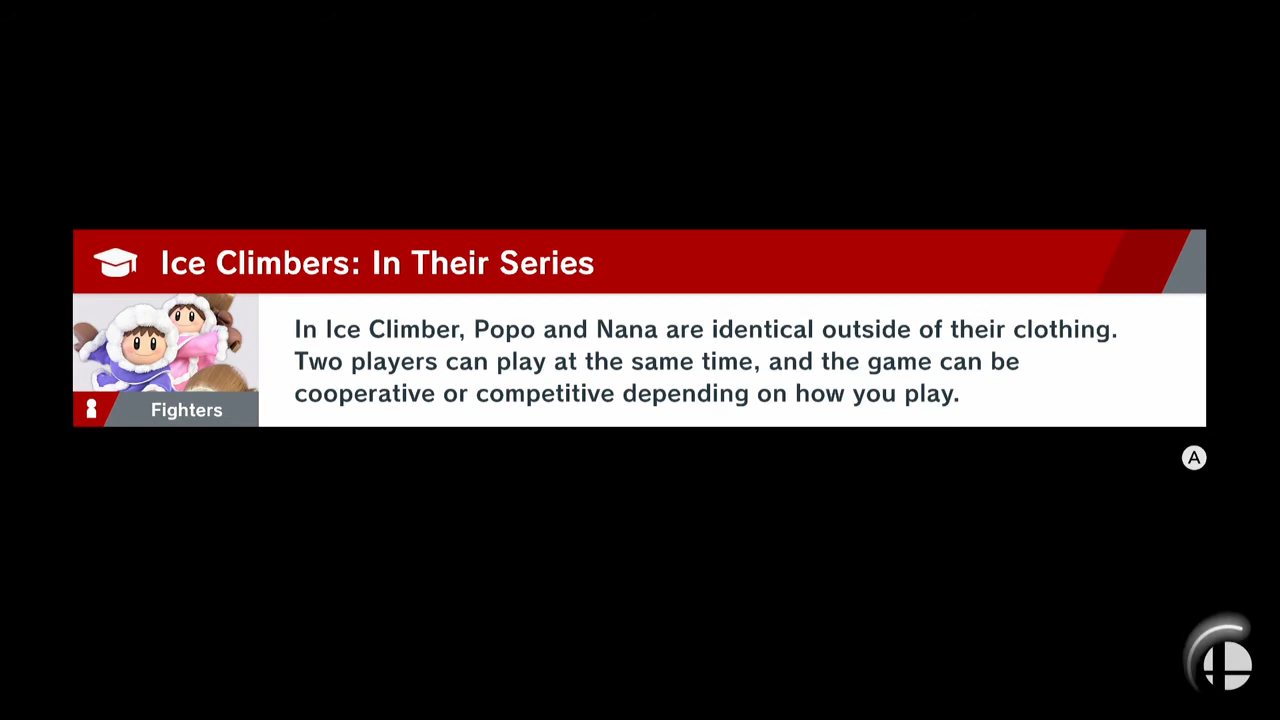 Ice Climbers: In Their Series
In Ice Climber, Popo and Nana are identical outside of their clothing.
Two players can play at the same time, and the game can be
cooperative or competitive depending on how you play.
Fighters
A